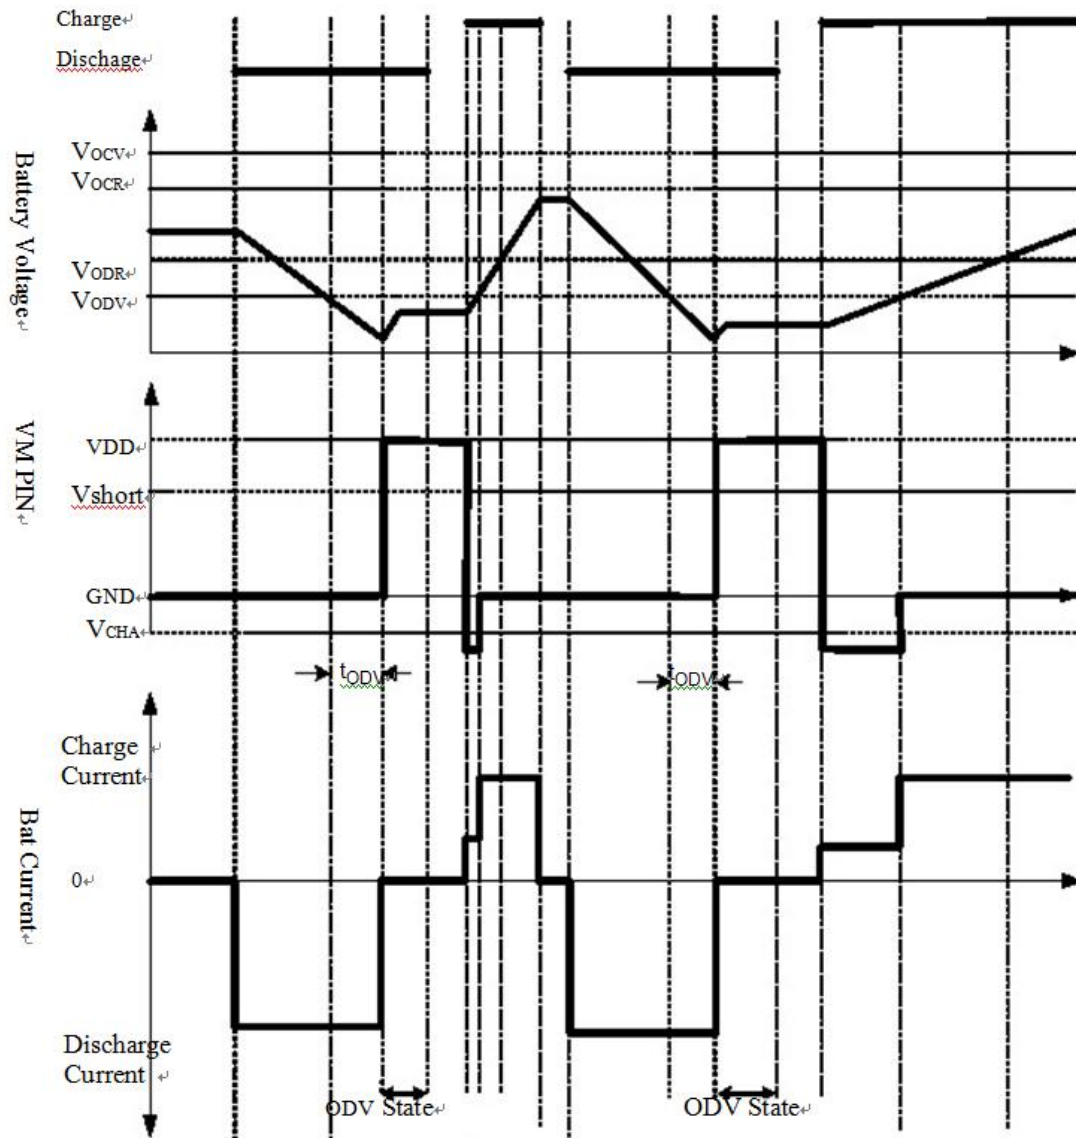 Charge
Dischage
Battery Voltage
VOCV
VOCR
VODR
VODV
VM PIN
VDD
Vshort
GND
VCHA
tODV
tODV
Bat Current
Charge
Current
0
Discharge
Current
ODV State
ODV State